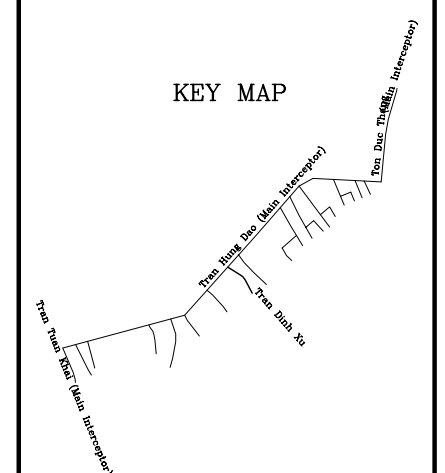 KEY MAP
Ton Duc Thang (Main Interceptor)
Tran Hung Dao (Main Interceptor)
Tran Dinh Xu
Tran Tuan Khai (Main Interceptor)